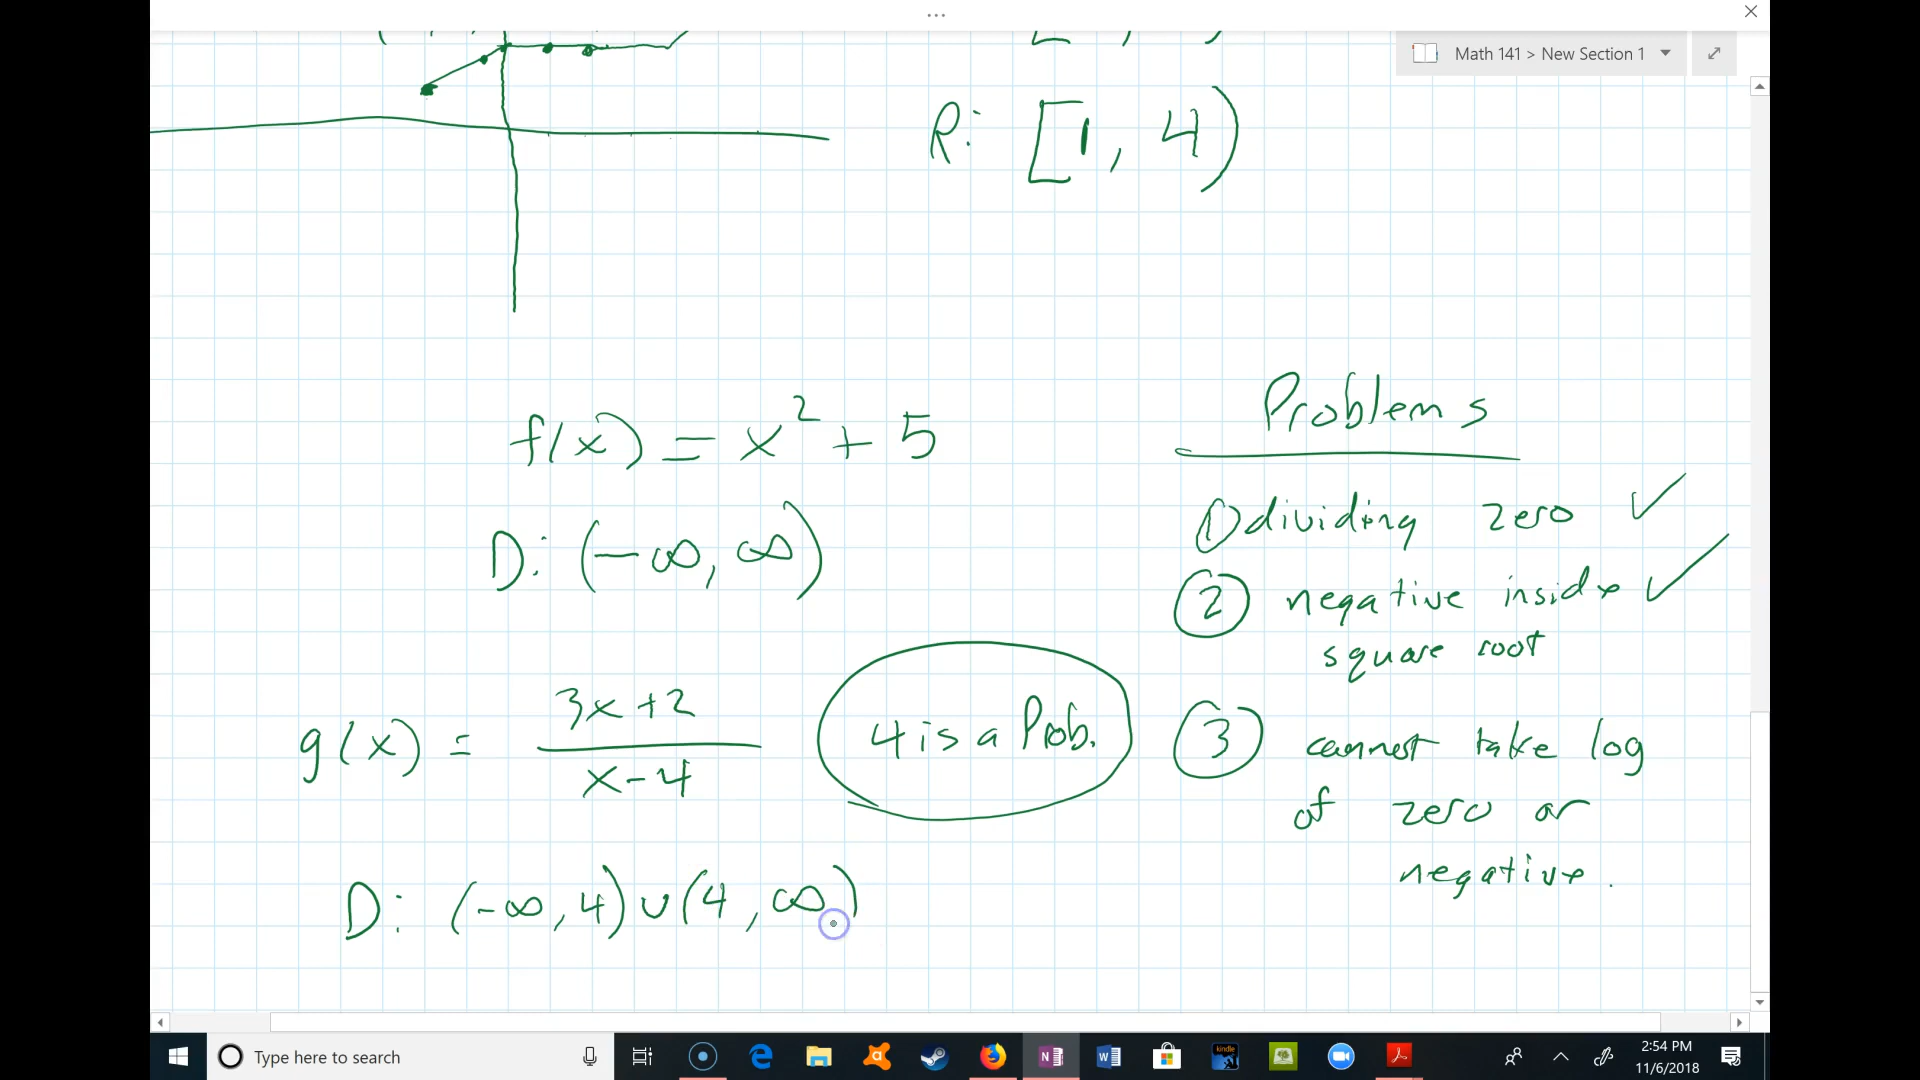 Math 141 > New Section 1
R: [1, 4)
f(x) = x² + 5
D: (-∞, ∞)
g(x) = (3x+2)/(x-4)
4 is a Prob.
D: (-∞, 4) ∪ (4, ∞)
Problems
1) dividing zero ✓
② negative inside ✓
square root
③ cannot take log
of zero or
negative.
Type here to search
2:54 PM
11/6/2018